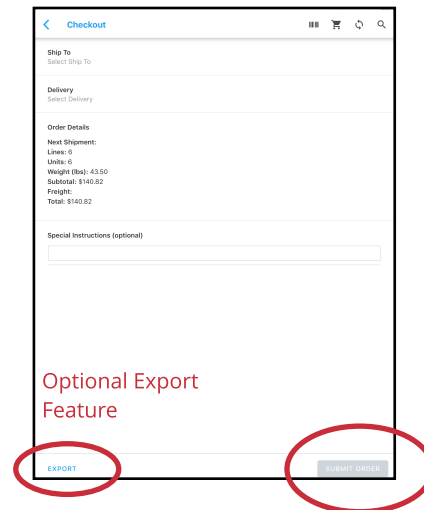 Checkout
Ship To
Select Ship To
Delivery
Select Delivery
Order Details
Next Shipment:
Lines: 6
Units: 6
Weight (lbs): 43.50
Subtotal: $140.82
Freight:
Total: $140.82
Special Instructions (optional)
Optional Export
Feature
EXPORT
SUBMIT ORDER